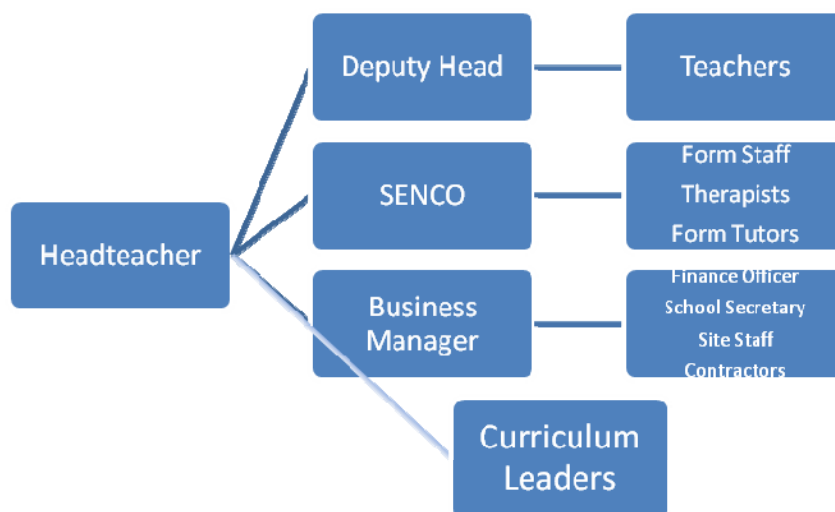 Deputy Head
Teachers
SENCO
Form Staff
Therapists
Form Tutors
Headteacher
Business
Manager
Finance Officer
School Secretary
Site Staff
Contractors
Curriculum
Leaders